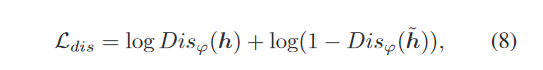 ℒ_dis = log Dis_φ(h) + log(1 − Dis_φ(h̃)), (8)